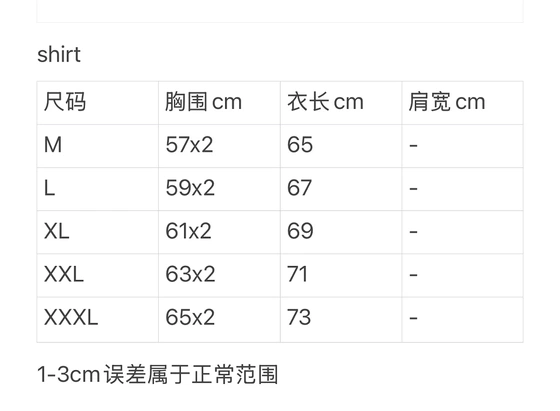 shirt
尺码 胸围cm 衣长cm 肩宽cm
M 57x2 65 -
L 59x2 67 -
XL 61x2 69 -
XXL 63x2 71 -
XXXL 65x2 73 -
1-3cm误差属于正常范围